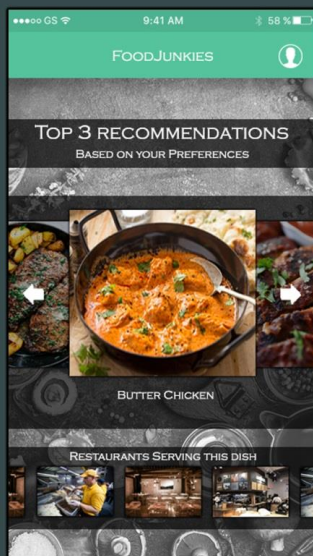 GS 9:41 AM 58 %
FoodJunkies
Top 3 recommendations
Based on your Preferences
Butter Chicken
Restaurants Serving this dish